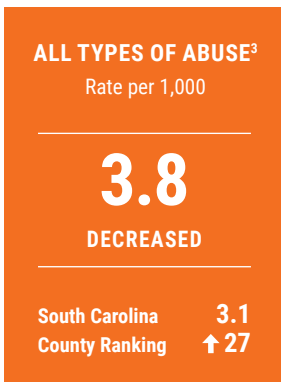 ALL TYPES OF ABUSE³
Rate per 1,000
3.8
DECREASED
South Carolina 3.1
County Ranking ↑ 27